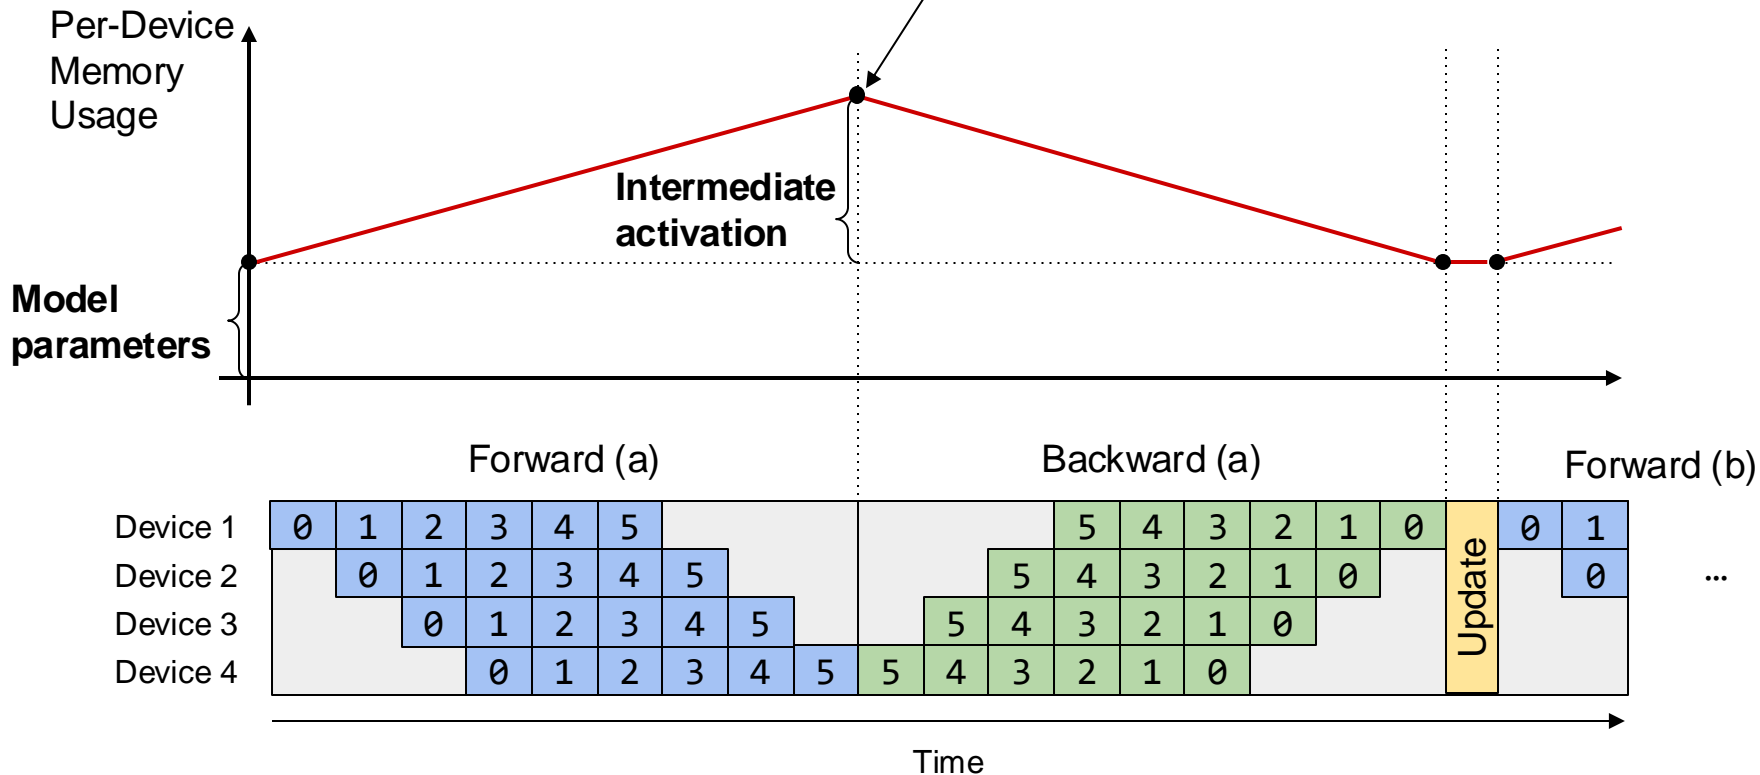 Per-Device
Memory
Usage
Intermediate
activation
Model
parameters
Forward (a)
Backward (a)
Forward (b)
Device 1 0 1 2 3 4 5 5 4 3 2 1 0 0 1
Device 2 0 1 2 3 4 5 5 4 3 2 1 0 0 ...
Device 3 0 1 2 3 4 5 5 4 3 2 1 0
Device 4 0 1 2 3 4 5 5 4 3 2 1 0
Update
Time